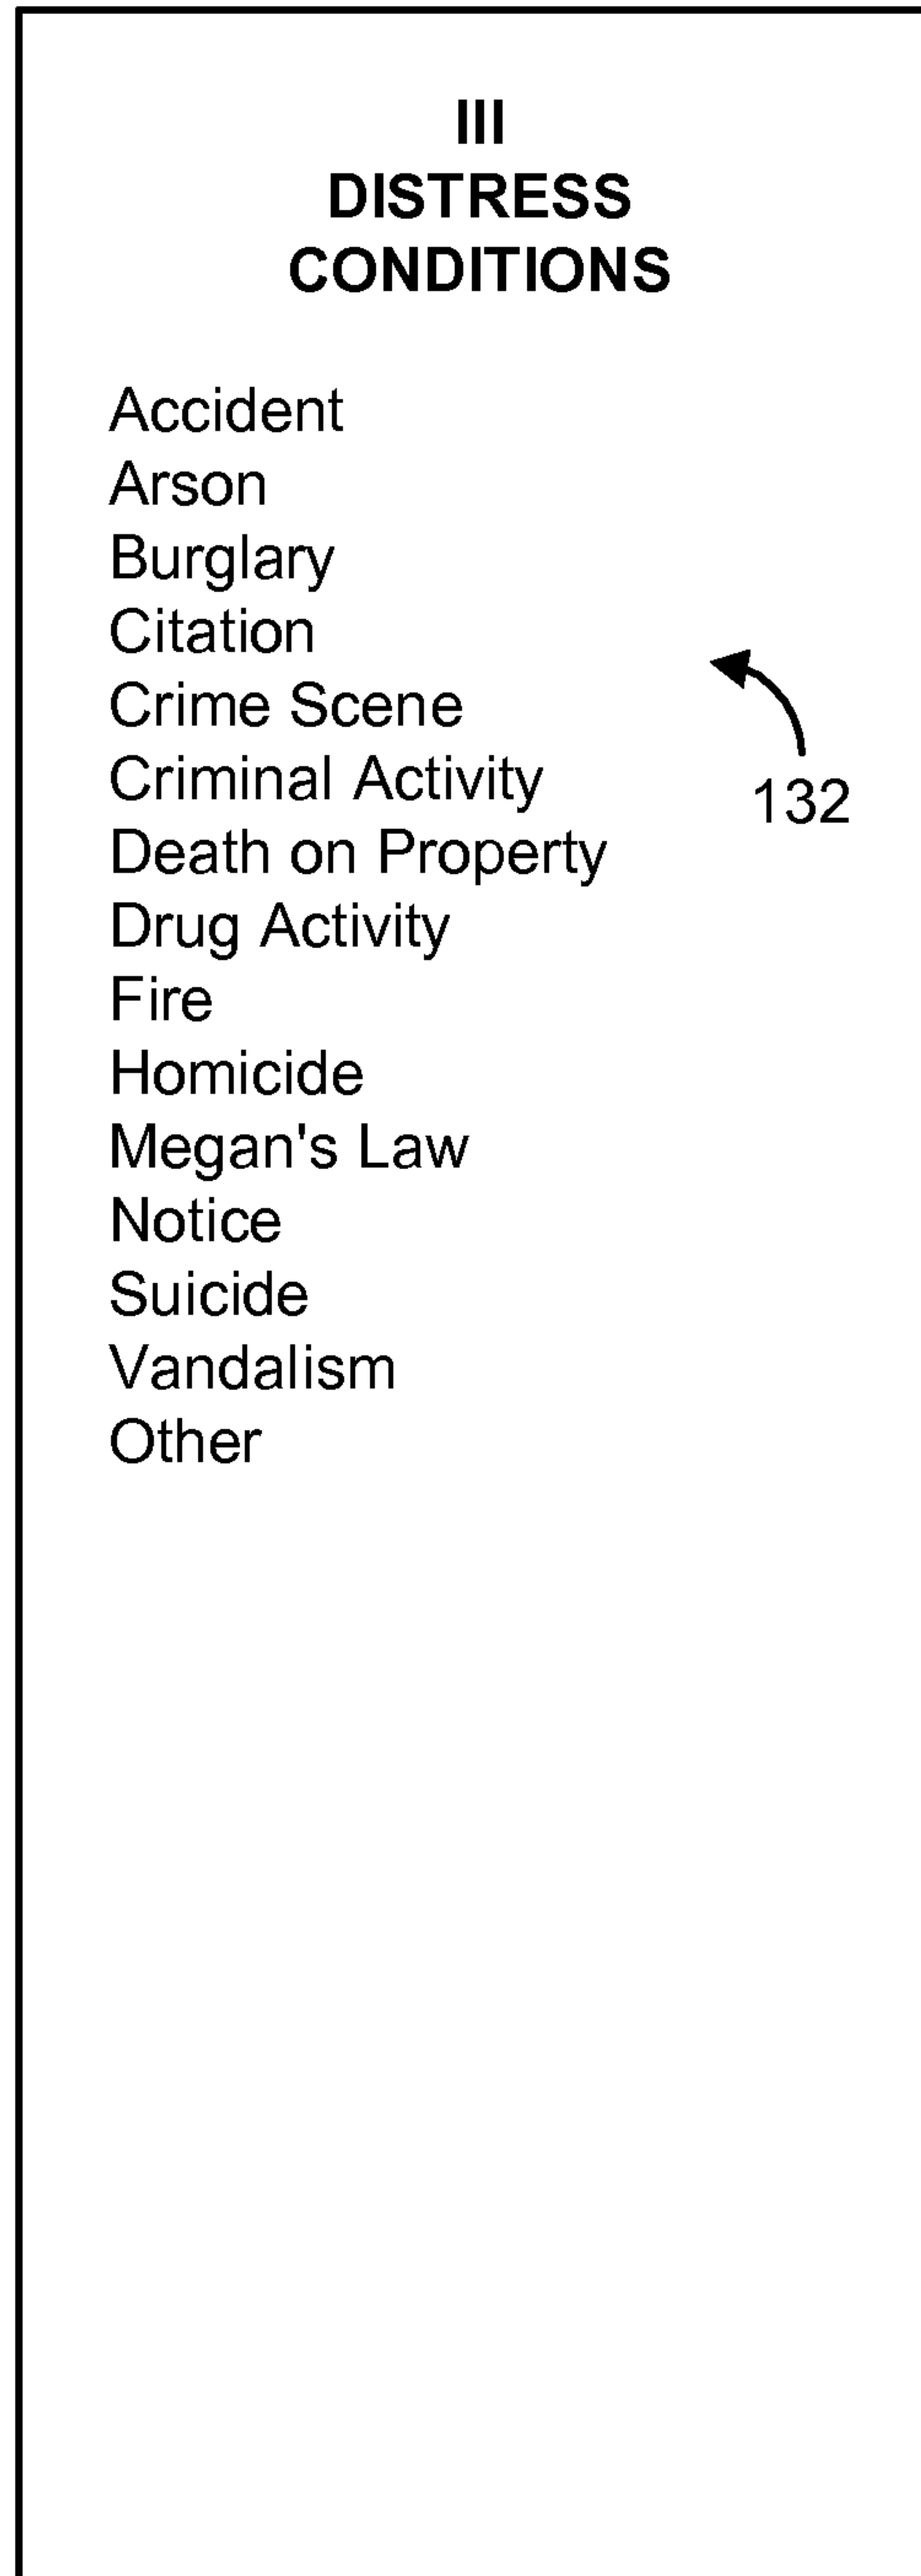 III
DISTRESS
CONDITIONS
Accident
Arson
Burglary
Citation
Crime Scene
Criminal Activity
132
Death on Property
Drug Activity
Fire
Homicide
Megan's Law
Notice
Suicide
Vandalism
Other